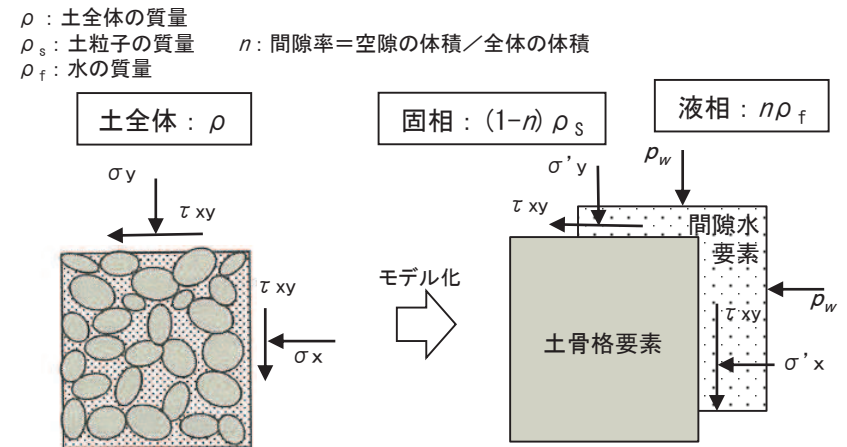 ρ：土全体の質量
ρs：土粒子の質量　　n：間隙率＝空隙の体積／全体の体積
ρf：水の質量
土全体：ρ
固相：(1-n)ρs
液相：nρf
σy
τxy
τxy
σx
モデル化
σ'y
pw
τxy
間隙水
要素
τxy
pw
土骨格要素
σ'x